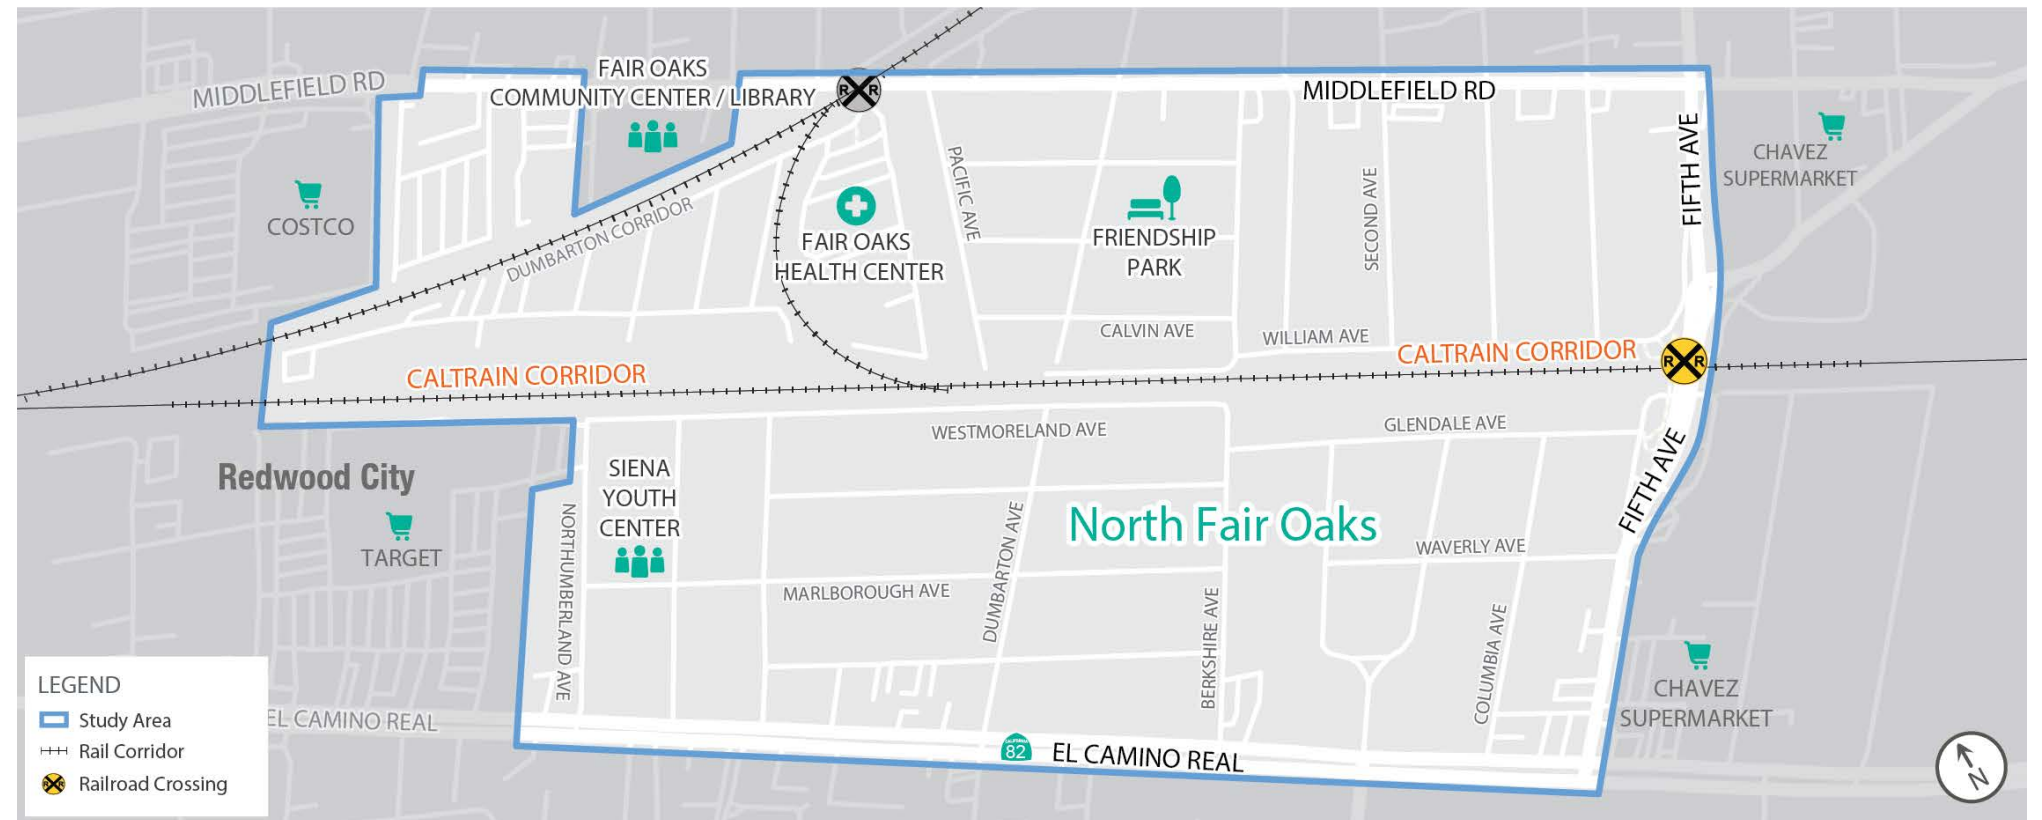 MIDDLEFIELD RD
FAIR OAKS
COMMUNITY CENTER / LIBRARY
R R
MIDDLEFIELD RD
COSTCO
DUMBARTON CORRIDOR
FAIR OAKS
HEALTH CENTER
PACIFIC AVE
FRIENDSHIP
PARK
SECOND AVE
FIFTH AVE
CHAVEZ
SUPERMARKET
CALVIN AVE
WILLIAM AVE
CALTRAIN CORRIDOR
CALTRAIN CORRIDOR
R R
WESTMORELAND AVE
GLENDALE AVE
FIFTH AVE
Redwood City
TARGET
SIENA
YOUTH
CENTER
NORTHUMBERLAND AVE
North Fair Oaks
DUMBARTON AVE
WAVERLY AVE
MARLBOROUGH AVE
BERKSHIRE AVE
COLUMBIA AVE
CHAVEZ
SUPERMARKET
EL CAMINO REAL
CALIFORNIA
82
EL CAMINO REAL
LEGEND
Study Area
Rail Corridor
R R
Railroad Crossing
N